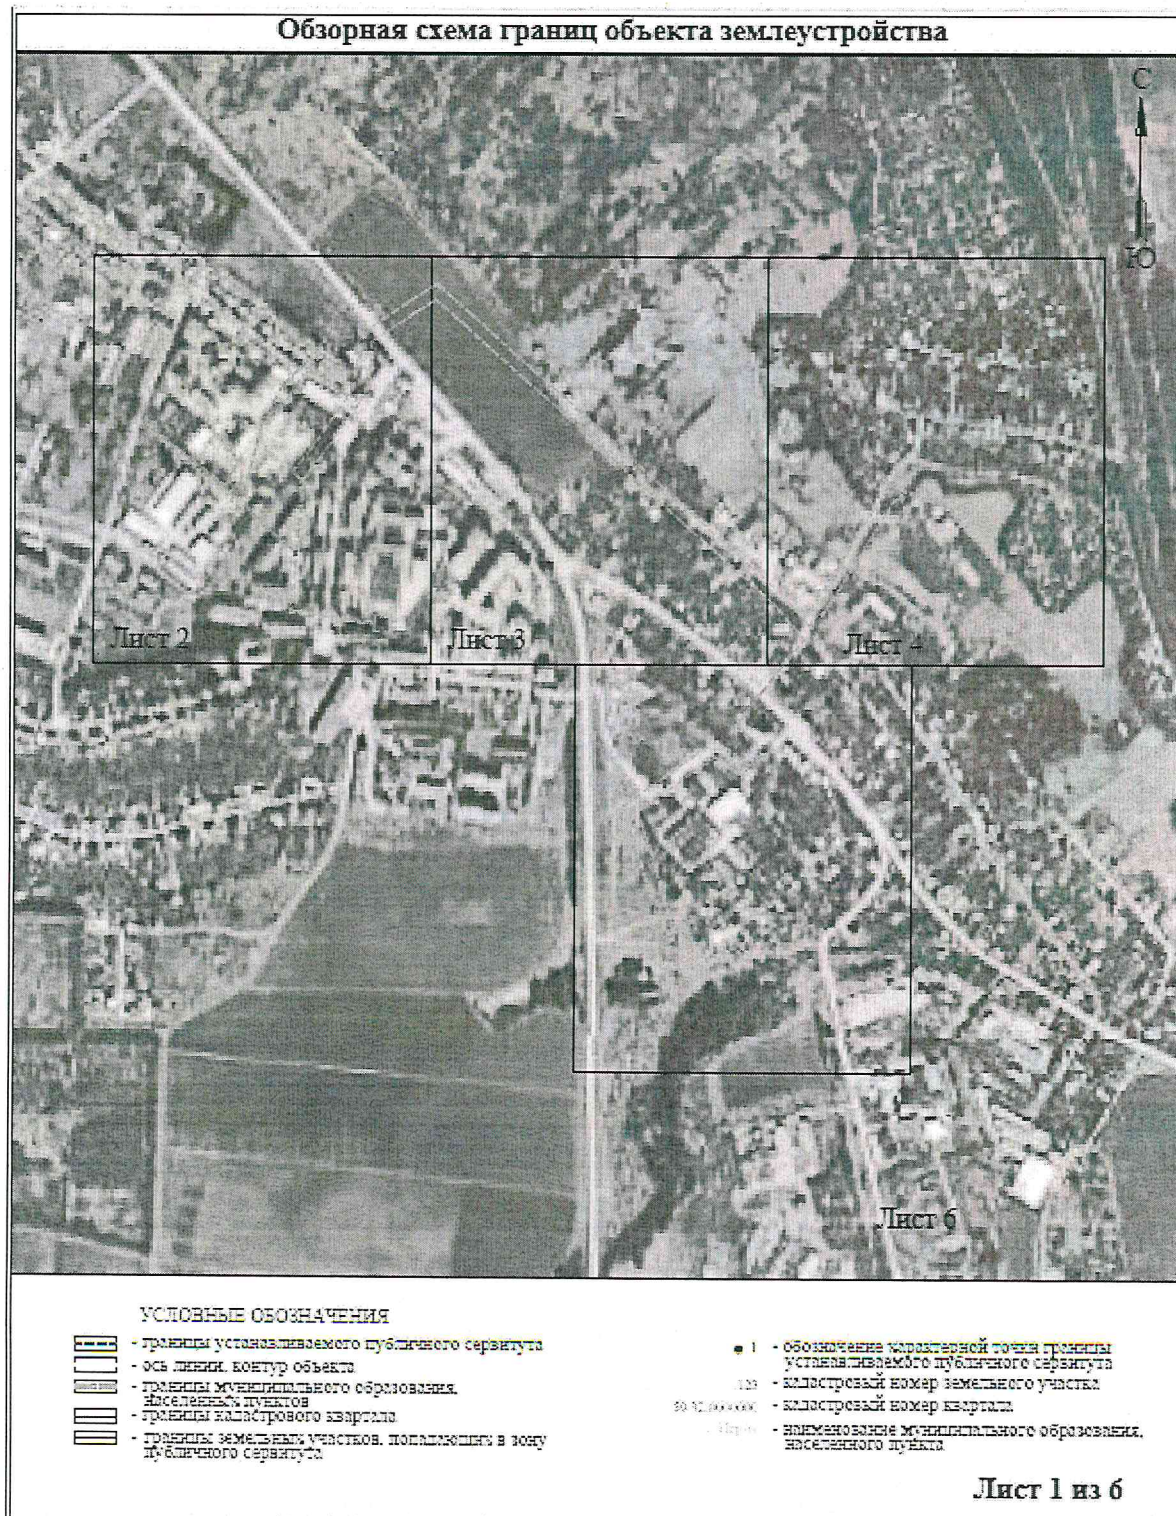 Обзорная схема границ объекта землеустройства
С
Ю
Лист 2
Лист 3
Лист 4
Лист 6
УСЛОВНЫЕ ОБОЗНАЧЕНИЯ
- границы устанавливаемого публичного сервитута
- ось линии, контур объекта
- границы муниципального образования,
населенных пунктов
- границы кадастрового квартала
- границы земельных участков, попадающих в зону
публичного сервитута
1 - обозначение характерной точки границы
устанавливаемого публичного сервитута
:123 - кадастровый номер земельного участка
- кадастровый номер квартала
- наименование муниципального образования,
населенного пункта
Лист 1 из 6